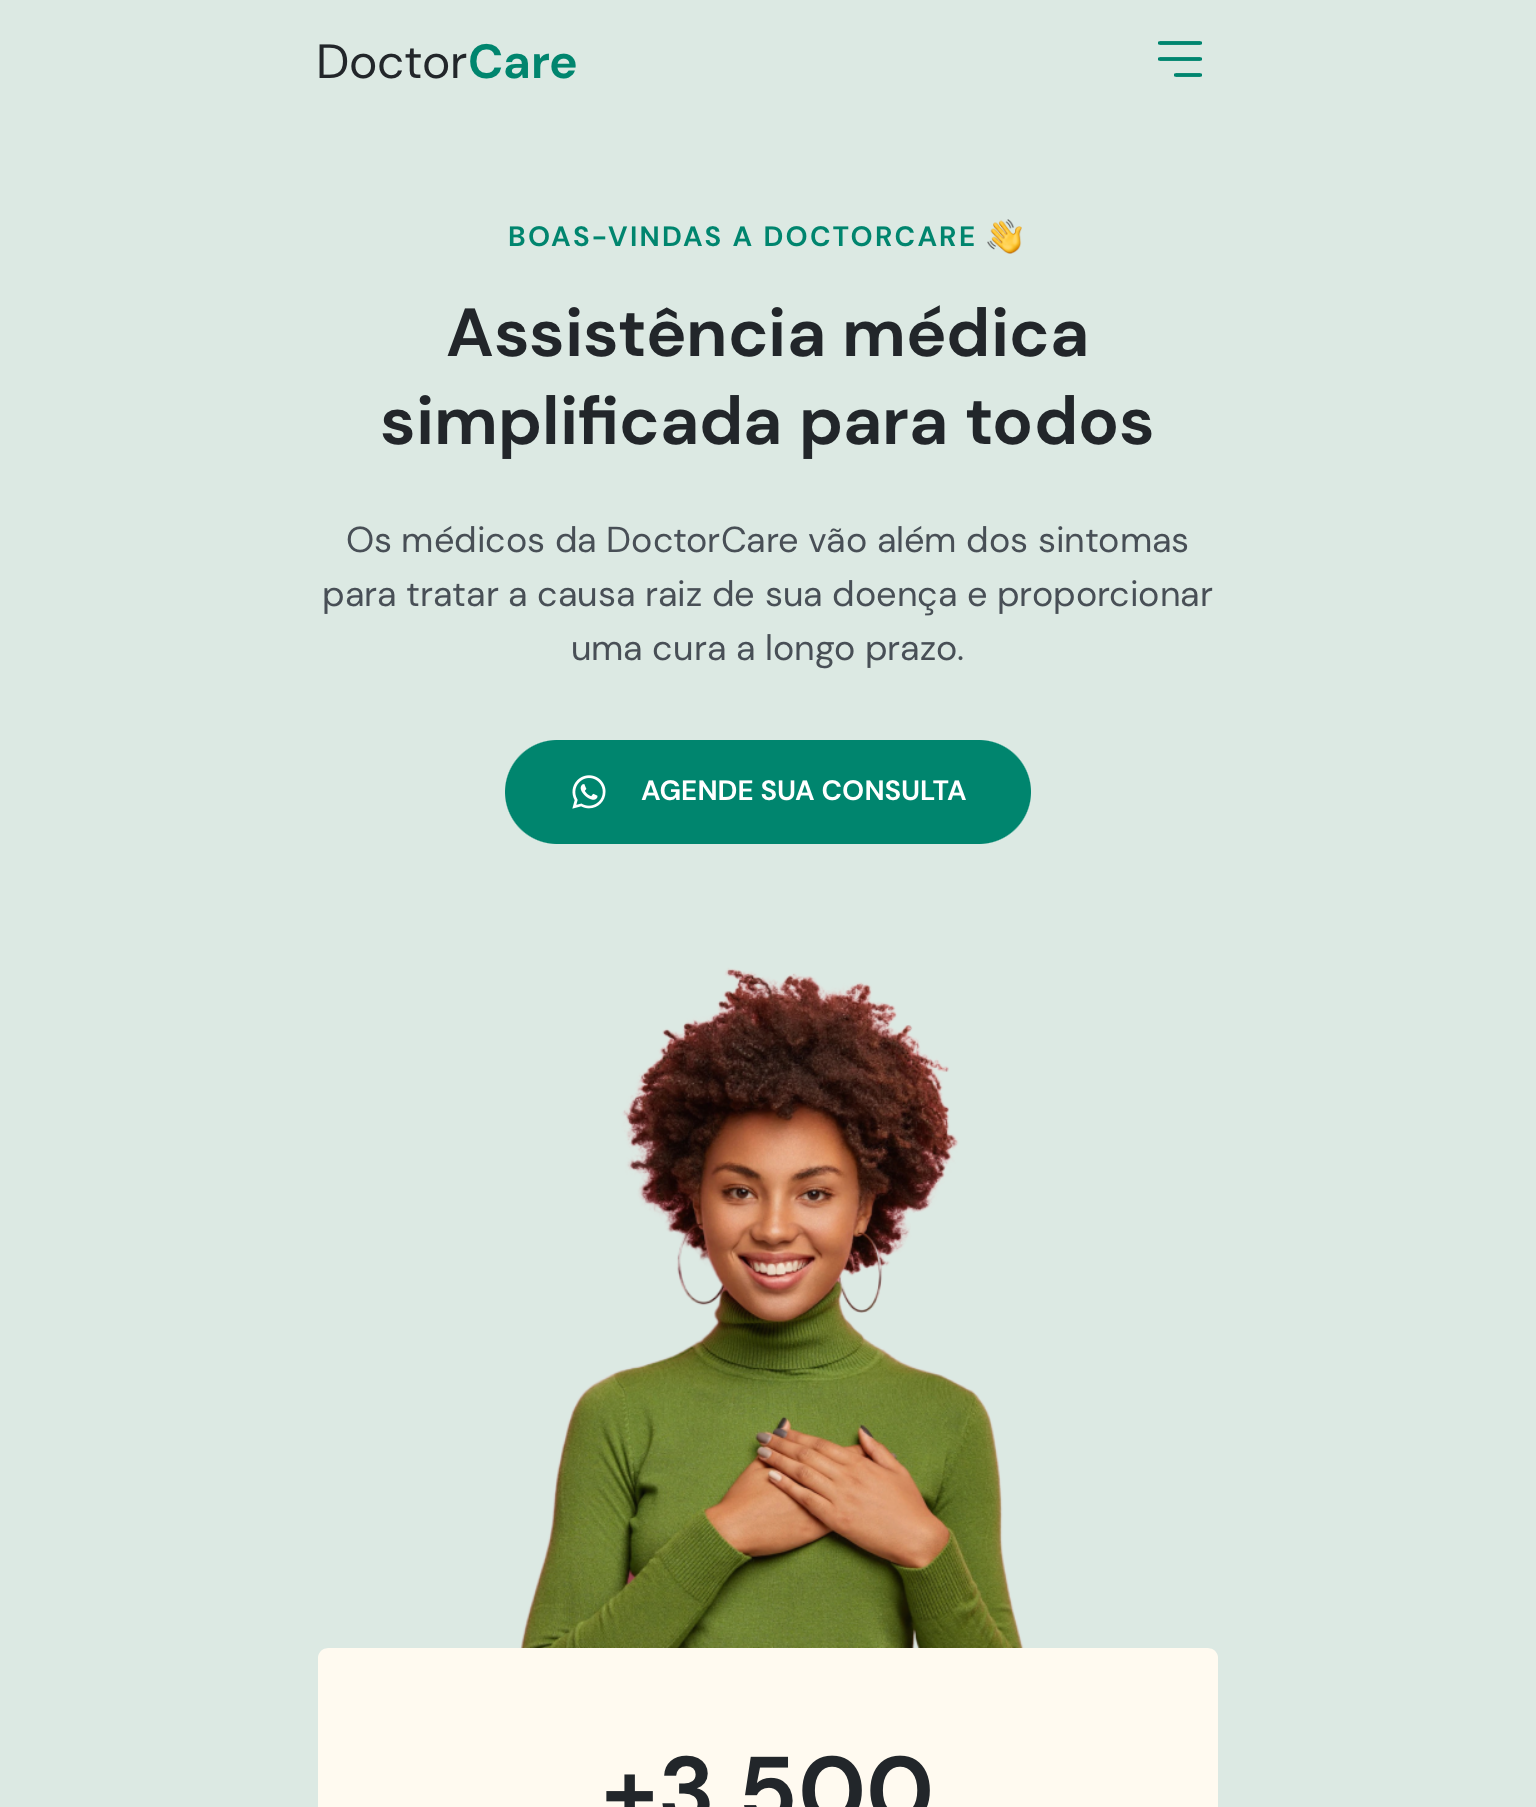 DoctorCare
BOAS-VINDAS A DOCTORCARE 👋
Assistência médica
simplificada para todos
Os médicos da DoctorCare vão além dos sintomas
para tratar a causa raiz de sua doença e proporcionar
uma cura a longo prazo.
AGENDE SUA CONSULTA
+3.500